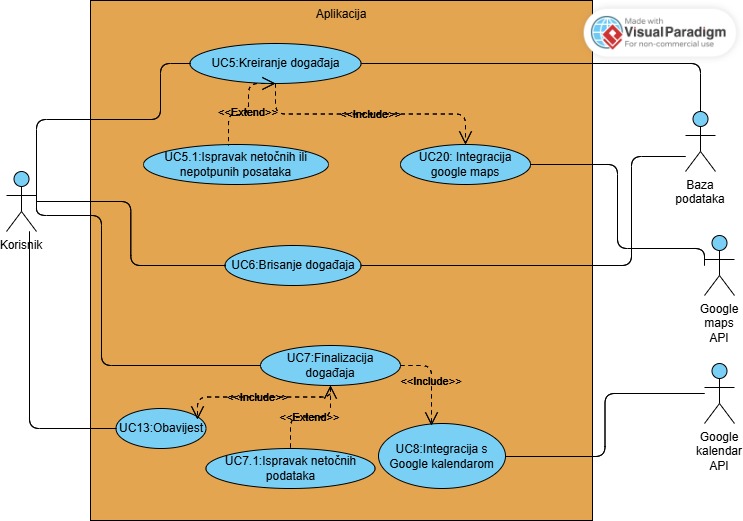 Aplikacija
Made with
VisualParadigm
For non-commercial use
UC5:Kreiranje događaja
<<Extend>>
<<Include>>
UC5.1:Ispravak netočnih ili
nepotpunih posataka
UC20: Integracija
google maps
Baza
podataka
Korisnik
UC6:Brisanje događaja
Google
maps
API
UC7:Finalizacija
događaja
<<Include>>
<<Include>>
<<Extend>>
UC13:Obavijest
UC7.1:Ispravak netočnih
podataka
UC8:Integracija s
Google kalendarom
Google
kalendar
API